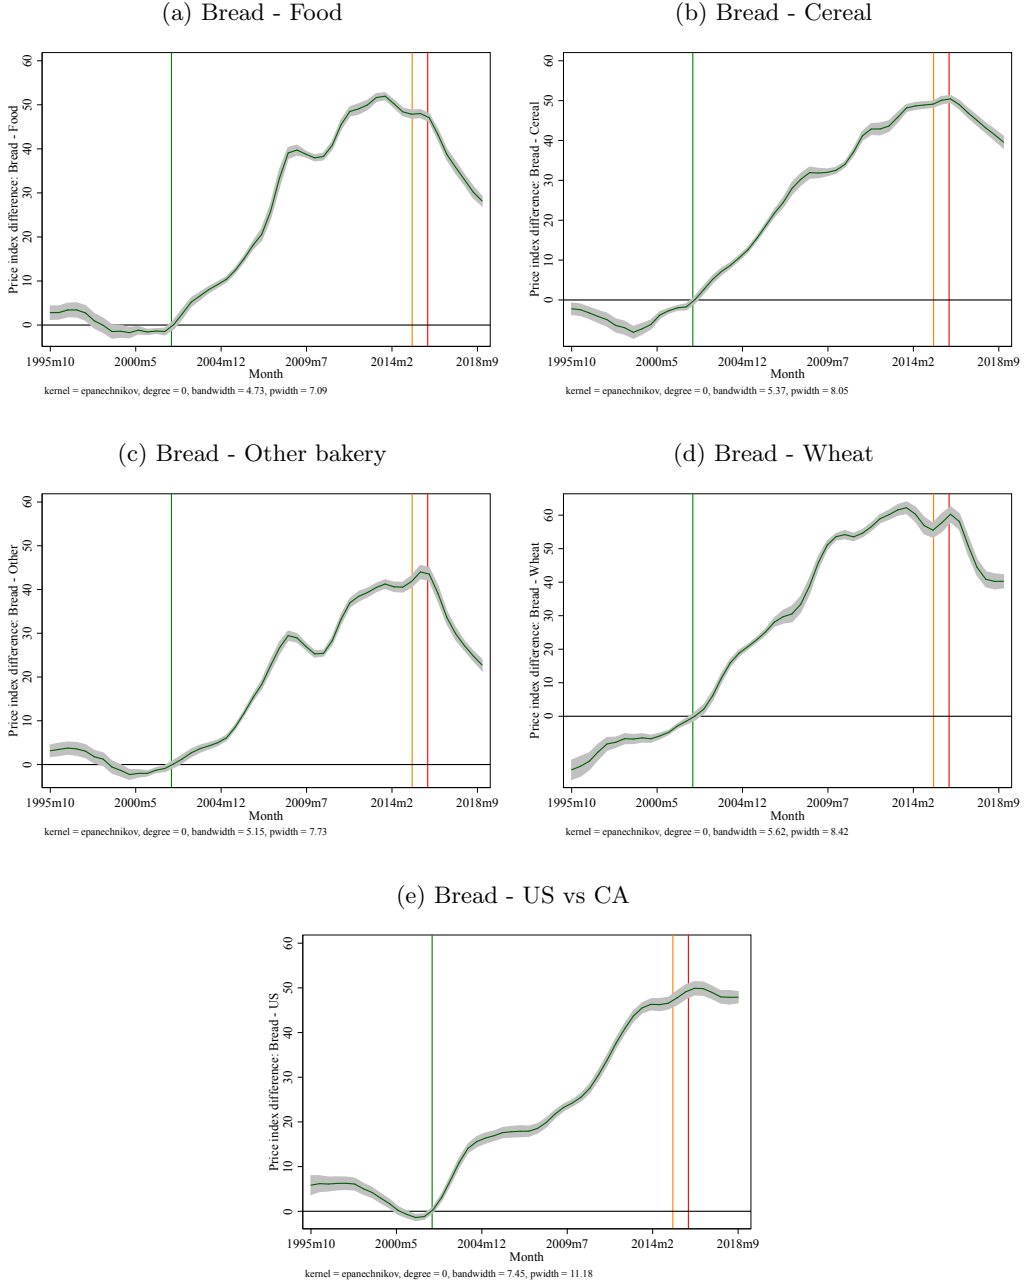 (a) Bread - Food
(b) Bread - Cereal
Price index difference: Bread - Food
60
50
40
30
20
10
0
1995m10 2000m5 2004m12 2009m7 2014m2 2018m9
Month
kernel = epanechnikov, degree = 0, bandwidth = 4.73, pwidth = 7.09
Price index difference: Bread - Cereal
60
50
40
30
20
10
0
1995m10 2000m5 2004m12 2009m7 2014m2 2018m9
Month
kernel = epanechnikov, degree = 0, bandwidth = 5.37, pwidth = 8.05
(c) Bread - Other bakery
(d) Bread - Wheat
Price index difference: Bread - Other
60
50
40
30
20
10
0
1995m10 2000m5 2004m12 2009m7 2014m2 2018m9
Month
kernel = epanechnikov, degree = 0, bandwidth = 5.15, pwidth = 7.73
Price index difference: Bread - Wheat
60
50
40
30
20
10
0
1995m10 2000m5 2004m12 2009m7 2014m2 2018m9
Month
kernel = epanechnikov, degree = 0, bandwidth = 5.62, pwidth = 8.42
(e) Bread - US vs CA
Price index difference: Bread - US
60
50
40
30
20
10
0
1995m10 2000m5 2004m12 2009m7 2014m2 2018m9
Month
kernel = epanechnikov, degree = 0, bandwidth = 7.45, pwidth = 11.18